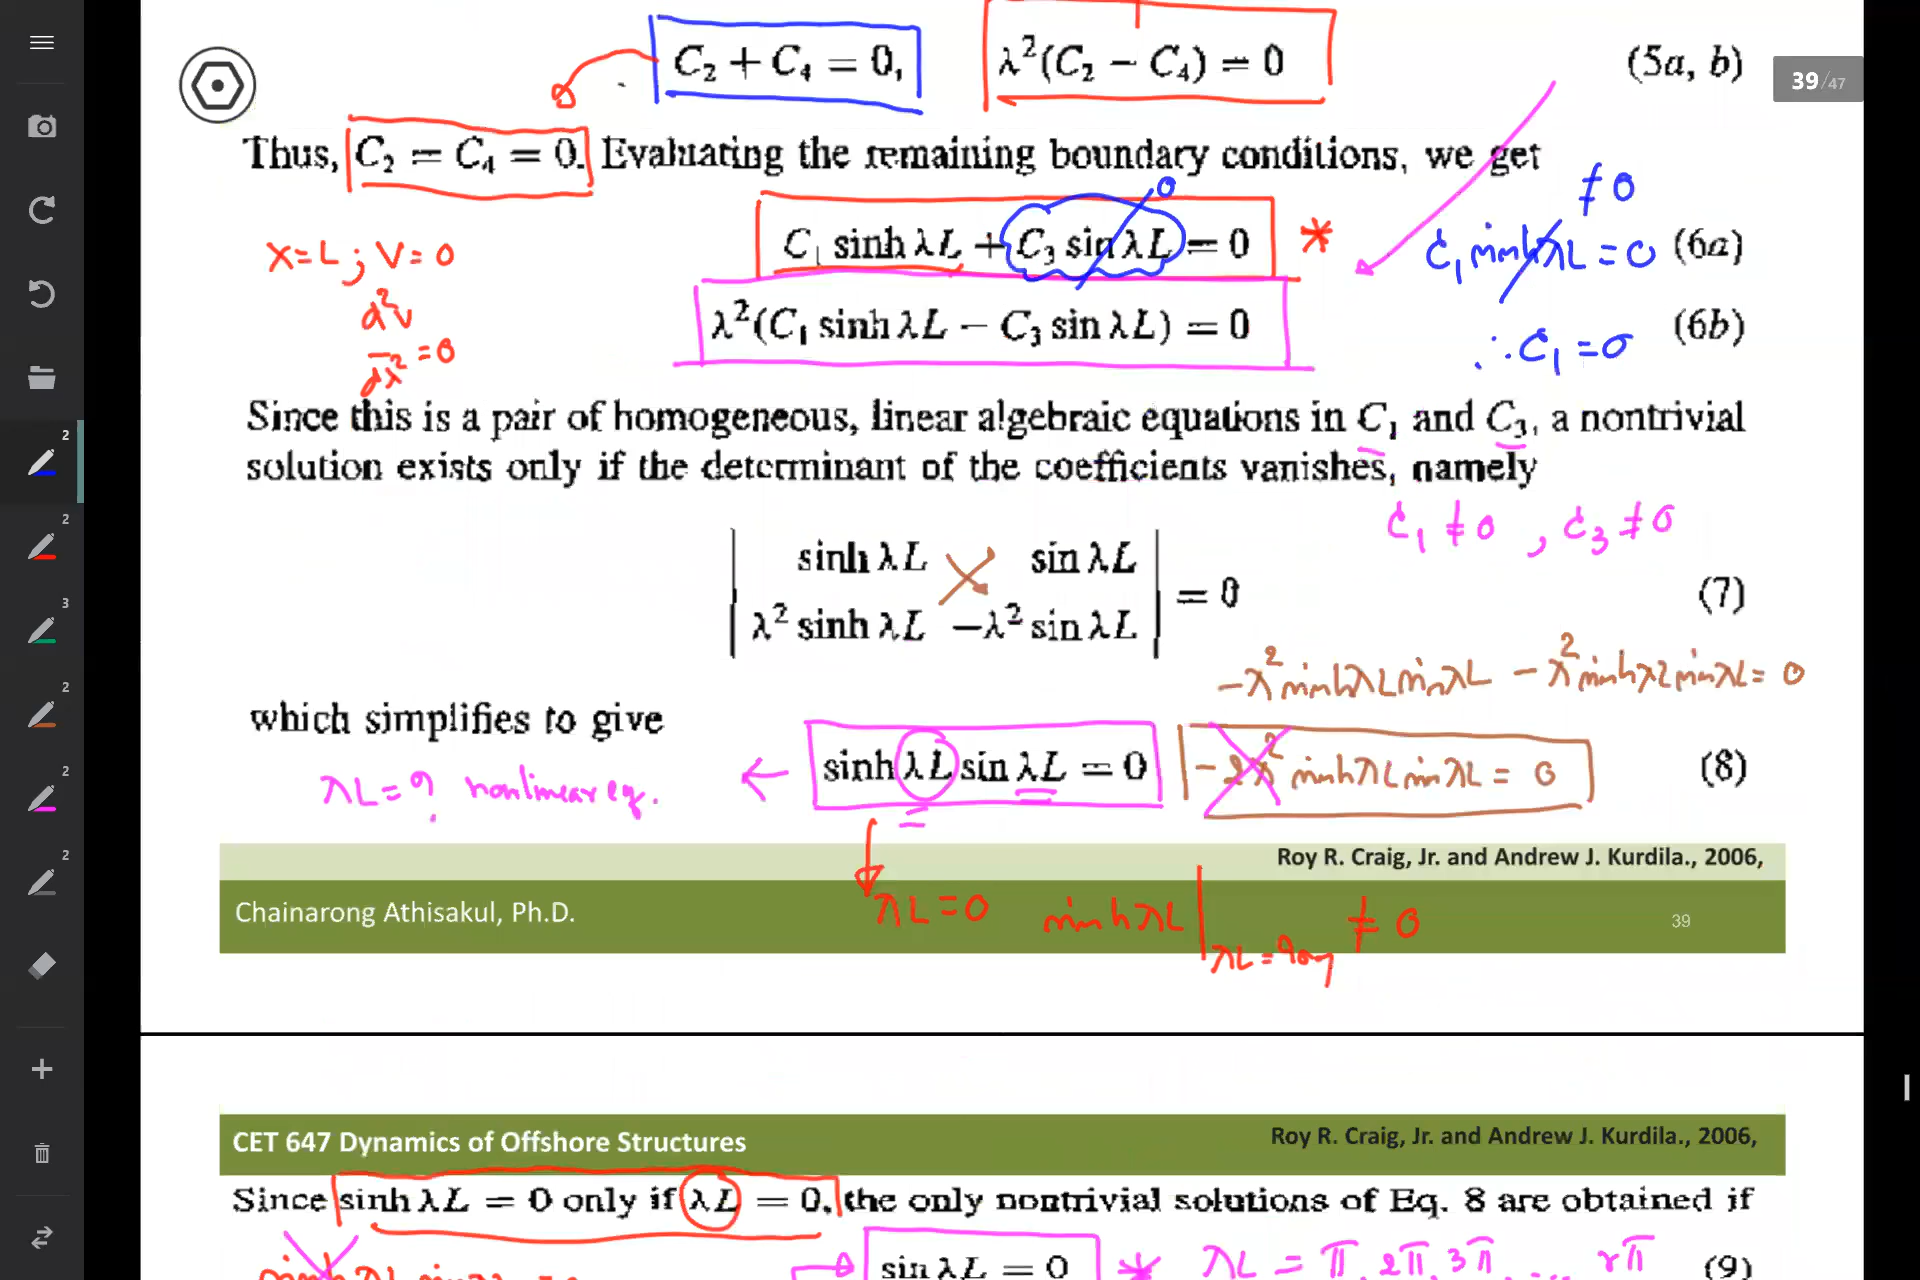 C₂ + C₄ = 0, λ²(C₂ − C₄) = 0 (5a, b)
39/47
Thus, C₂ = C₄ = 0. Evaluating the remaining boundary conditions, we get
≠ 0
0
C₁ sinh λL + C₃ sin λL = 0 * C₁ sinh λL = 0 (6a)
x = L ; v = 0
d²v/dx² = 0
λ²(C₁ sinh λL − C₃ sin λL) = 0 ∴ C₁ = 0 (6b)
Since this is a pair of homogeneous, linear algebraic equations in C₁ and C₃, a nontrivial
solution exists only if the determinant of the coefficients vanishes, namely
C₁ ≠ 0 , C₃ ≠ 0
sinh λL sin λL
λ² sinh λL −λ² sin λL
= 0 (7)
−λ² sinh λL sin λL − λ² sinh λL sin λL = 0
which simplifies to give
sinh λL sin λL = 0 −2λ² sinh λL sin λL = 0 (8)
λL = ? nonlinear eq.
Roy R. Craig, Jr. and Andrew J. Kurdila., 2006,
Chainarong Athisakul, Ph.D.
λL = 0 sinh λL | ≠ 0
39
CET 647 Dynamics of Offshore Structures
Roy R. Craig, Jr. and Andrew J. Kurdila., 2006,
Since sinh λL = 0 only if λL = 0, the only nontrivial solutions of Eq. 8 are obtained if
sin λL = 0 * λL = π, 2π, 3π, .... rπ (9)
2
2
3
2
2
2